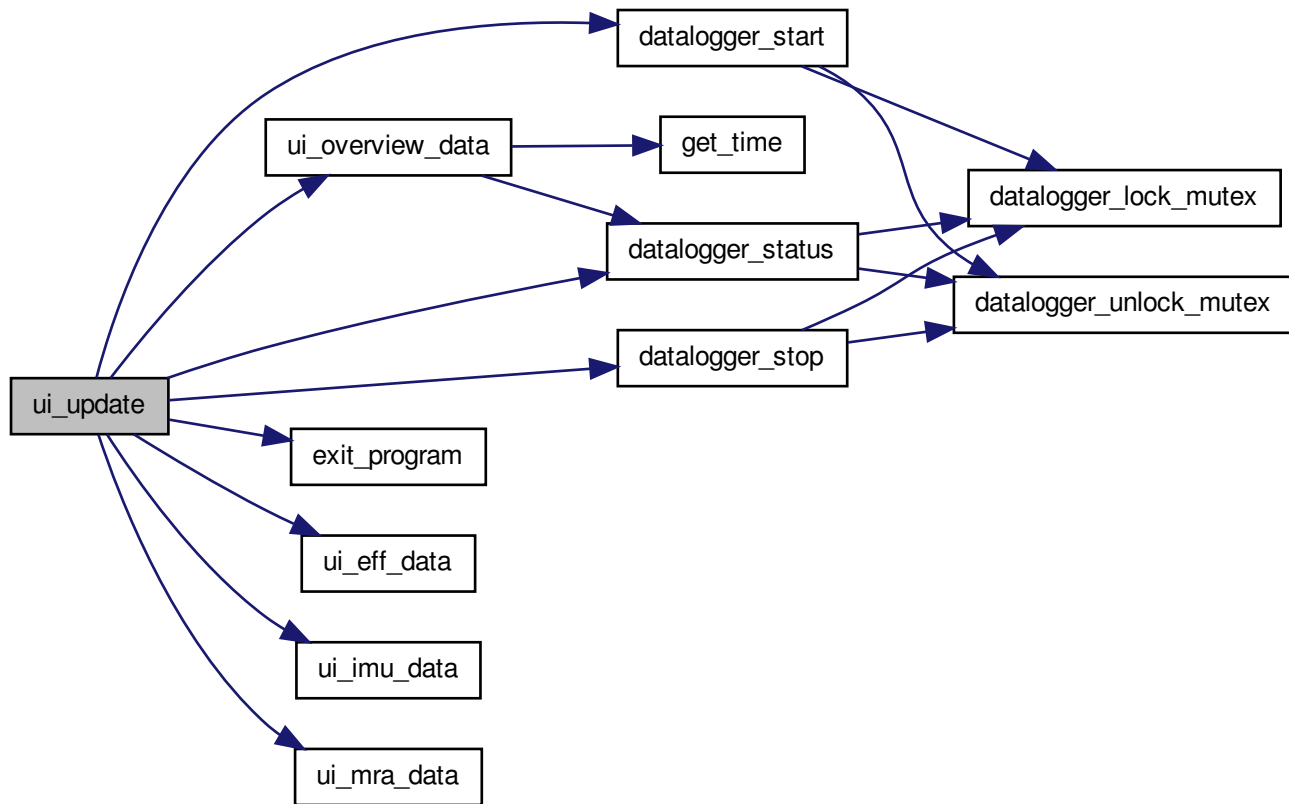 datalogger_start
ui_overview_data
get_time
datalogger_lock_mutex
datalogger_status
datalogger_unlock_mutex
datalogger_stop
ui_update
exit_program
ui_eff_data
ui_imu_data
ui_mra_data